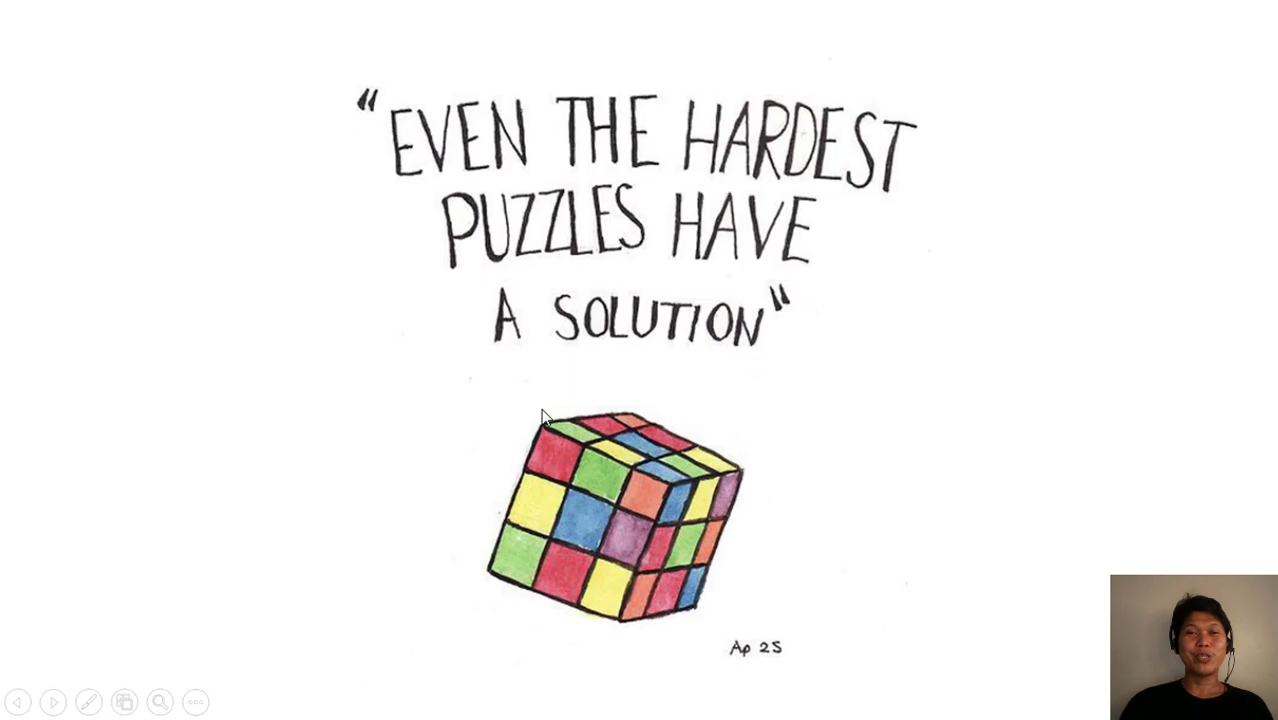 “EVEN THE HARDEST
PUZZLES HAVE
A SOLUTION”
Ap 25